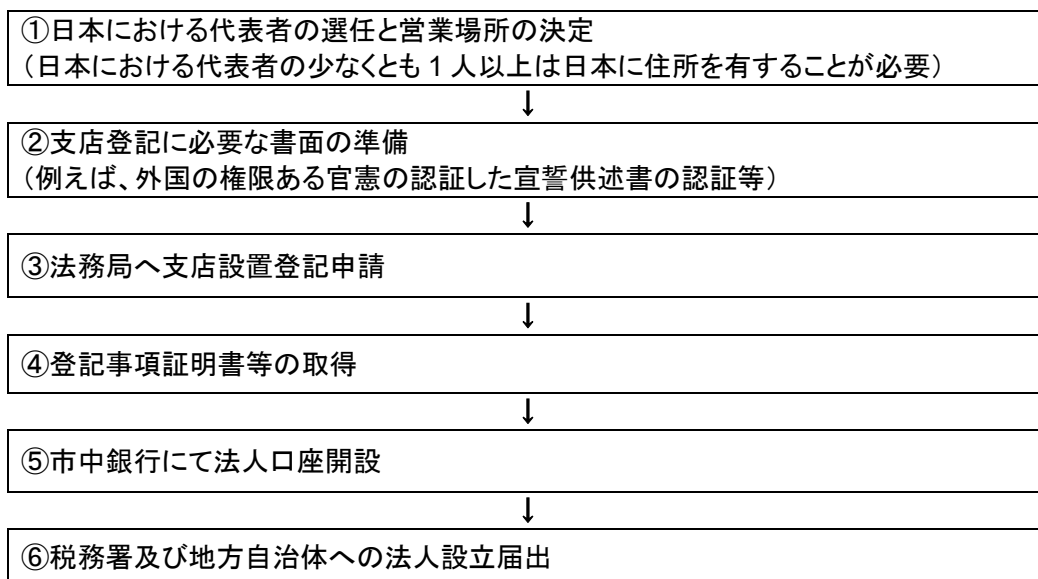 ①日本における代表者の選任と営業場所の決定
（日本における代表者の少なくとも１人以上は日本に住所を有することが必要）
↓
②支店登記に必要な書面の準備
（例えば、外国の権限ある官憲の認証した宣誓供述書の認証等）
↓
③法務局へ支店設置登記申請
↓
④登記事項証明書等の取得
↓
⑤市中銀行にて法人口座開設
↓
⑥税務署及び地方自治体への法人設立届出